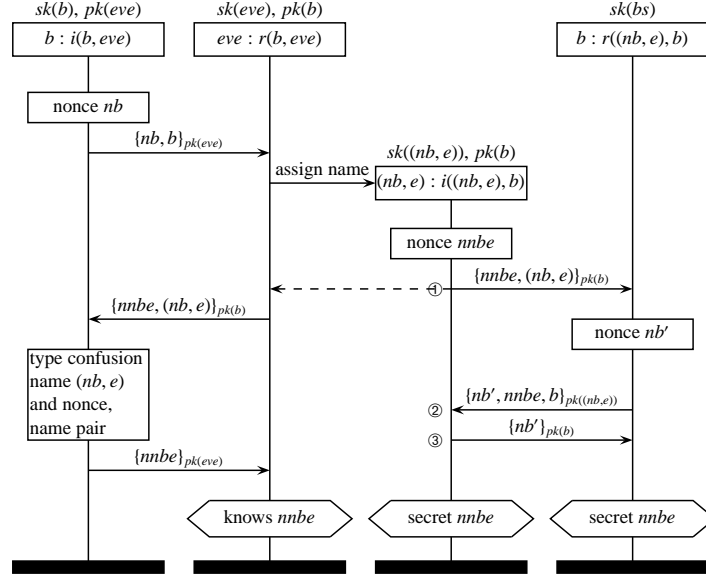 sk(b), pk(eve)
sk(eve), pk(b)
sk(bs)
b : i(b, eve)
eve : r(b, eve)
b : r((nb, e), b)
nonce nb
{nb, b}pk(eve)
sk((nb, e)), pk(b)
assign name
(nb, e) : i((nb, e), b)
nonce nnbe
① {nnbe, (nb, e)}pk(b)
{nnbe, (nb, e)}pk(b)
nonce nb′
type confusion
name (nb, e)
and nonce,
name pair
② {nb′, nnbe, b}pk((nb,e))
③ {nb′}pk(b)
{nnbe}pk(eve)
knows nnbe
secret nnbe
secret nnbe